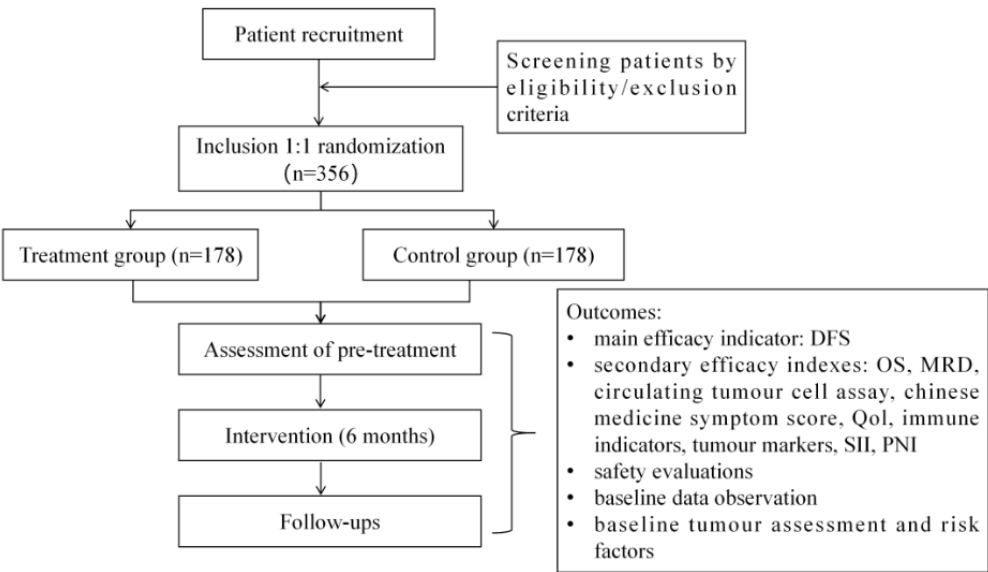 Patient recruitment
Screening patients by
eligibility/exclusion
criteria
Inclusion 1:1 randomization
(n=356)
Treatment group (n=178)
Control group (n=178)
Assessment of pre-treatment
Intervention (6 months)
Follow-ups
Outcomes:
• main efficacy indicator: DFS
• secondary efficacy indexes: OS, MRD,
circulating tumour cell assay, chinese
medicine symptom score, Qol, immune
indicators, tumour markers, SII, PNI
• safety evaluations
• baseline data observation
• baseline tumour assessment and risk
factors